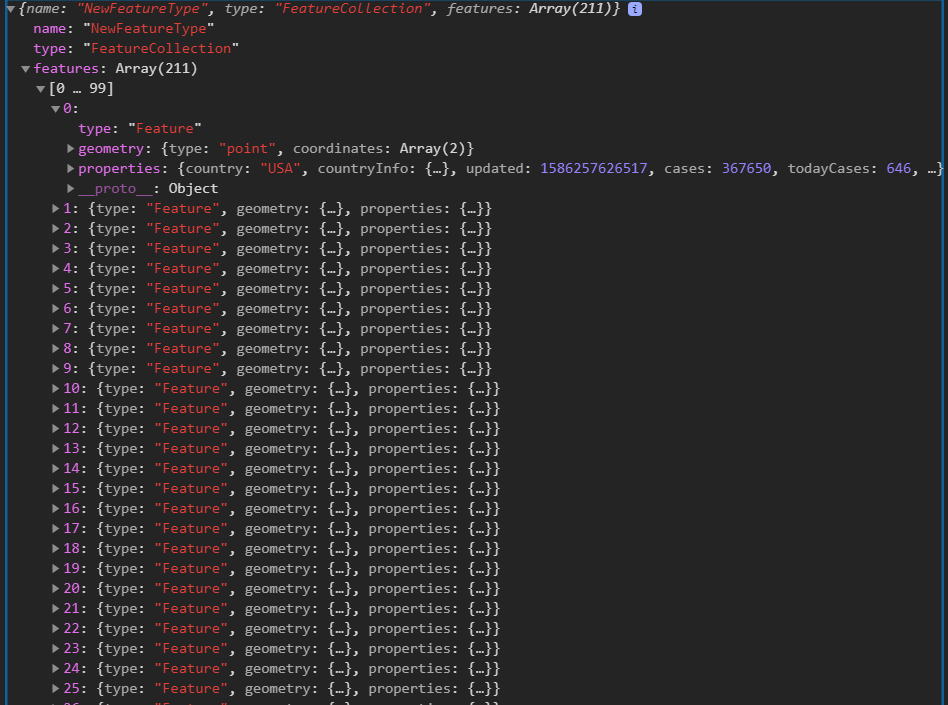 {name: "NewFeatureType", type: "FeatureCollection", features: Array(211)} i
name: "NewFeatureType"
type: "FeatureCollection"
features: Array(211)
[0 … 99]
0:
type: "Feature"
geometry: {type: "point", coordinates: Array(2)}
properties: {country: "USA", countryInfo: {…}, updated: 1586257626517, cases: 367650, todayCases: 646, …}
__proto__: Object
1: {type: "Feature", geometry: {…}, properties: {…}}
2: {type: "Feature", geometry: {…}, properties: {…}}
3: {type: "Feature", geometry: {…}, properties: {…}}
4: {type: "Feature", geometry: {…}, properties: {…}}
5: {type: "Feature", geometry: {…}, properties: {…}}
6: {type: "Feature", geometry: {…}, properties: {…}}
7: {type: "Feature", geometry: {…}, properties: {…}}
8: {type: "Feature", geometry: {…}, properties: {…}}
9: {type: "Feature", geometry: {…}, properties: {…}}
10: {type: "Feature", geometry: {…}, properties: {…}}
11: {type: "Feature", geometry: {…}, properties: {…}}
12: {type: "Feature", geometry: {…}, properties: {…}}
13: {type: "Feature", geometry: {…}, properties: {…}}
14: {type: "Feature", geometry: {…}, properties: {…}}
15: {type: "Feature", geometry: {…}, properties: {…}}
16: {type: "Feature", geometry: {…}, properties: {…}}
17: {type: "Feature", geometry: {…}, properties: {…}}
18: {type: "Feature", geometry: {…}, properties: {…}}
19: {type: "Feature", geometry: {…}, properties: {…}}
20: {type: "Feature", geometry: {…}, properties: {…}}
21: {type: "Feature", geometry: {…}, properties: {…}}
22: {type: "Feature", geometry: {…}, properties: {…}}
23: {type: "Feature", geometry: {…}, properties: {…}}
24: {type: "Feature", geometry: {…}, properties: {…}}
25: {type: "Feature", geometry: {…}, properties: {…}}